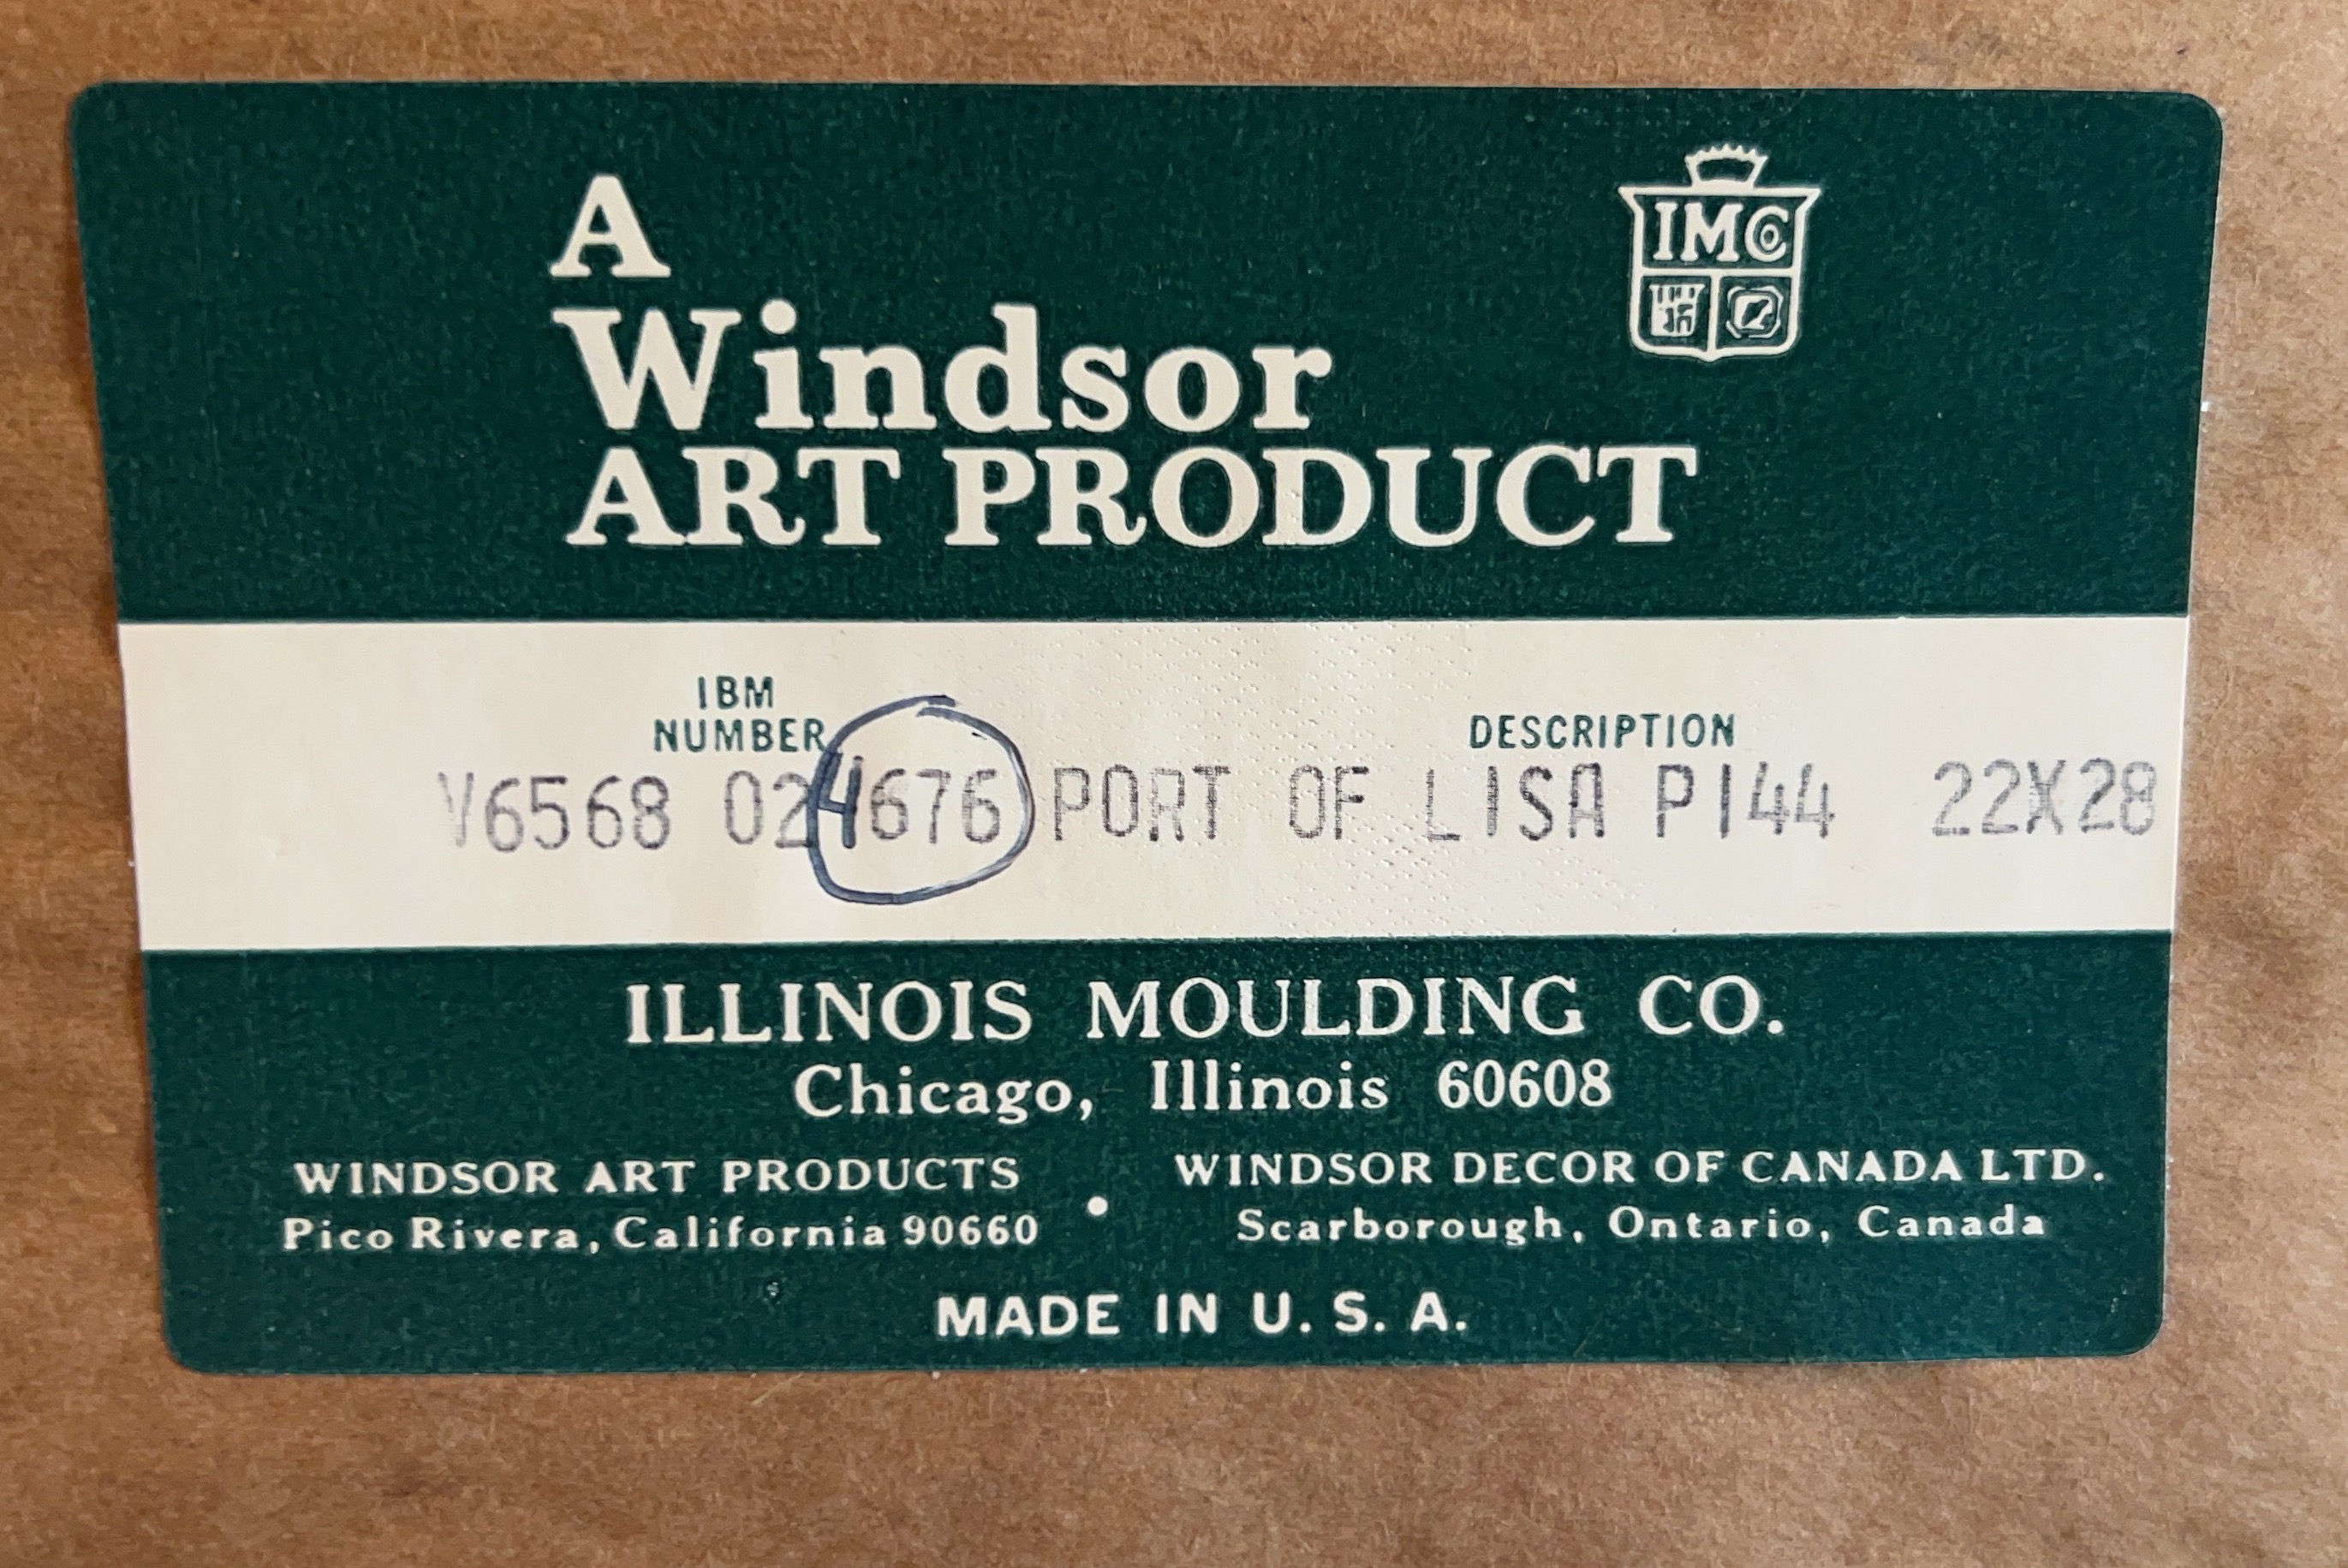 A
IMCo
Windsor
ART PRODUCT
IBM
NUMBER
DESCRIPTION
V6568 024676 PORT OF LISA P144 22X28
ILLINOIS MOULDING CO.
Chicago, Illinois 60608
WINDSOR ART PRODUCTS
Pico Rivera, California 90660
•
WINDSOR DECOR OF CANADA LTD.
Scarborough, Ontario, Canada
MADE IN U. S. A.